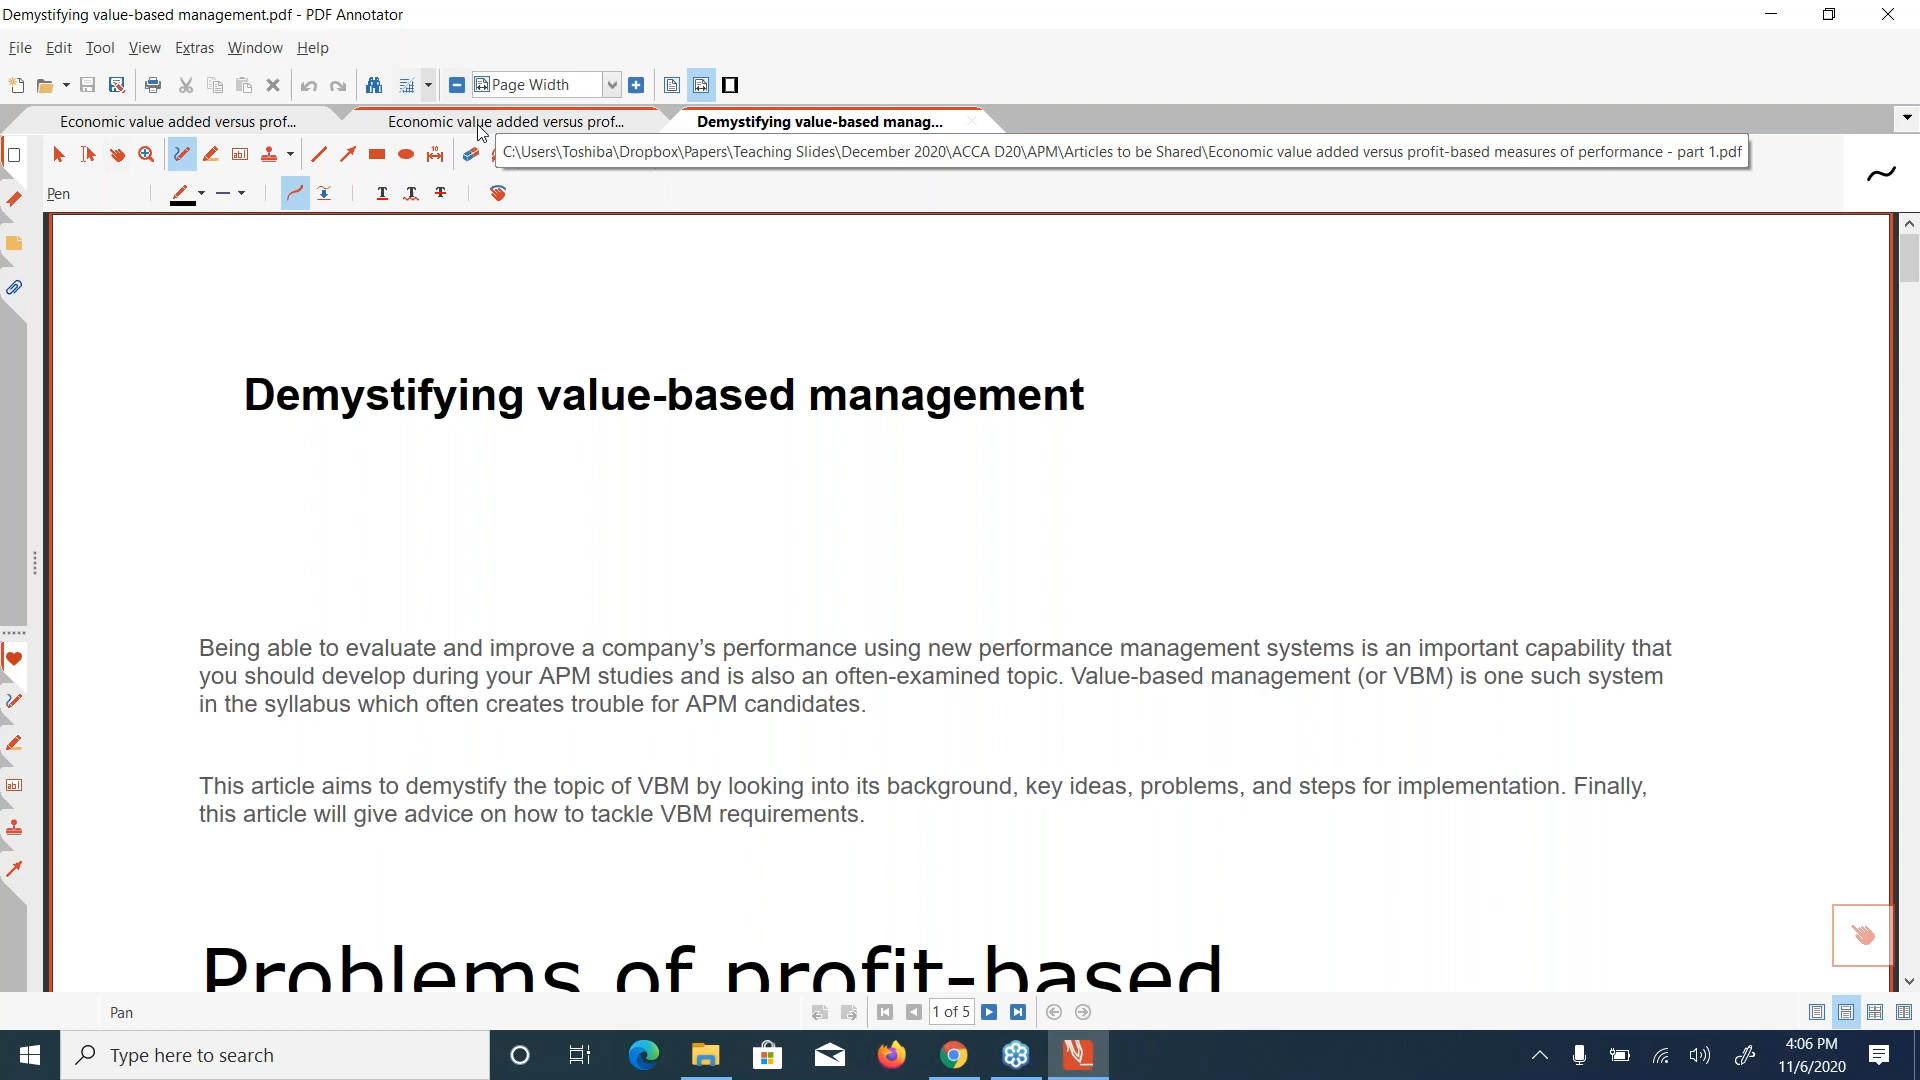 Demystifying value-based management.pdf - PDF Annotator
File Edit Tool View Extras Window Help
Page Width
Economic value added versus prof...
Economic value added versus prof...
Demystifying value-based manag...
C:\Users\Toshiba\Dropbox\Papers\Teaching Slides\December 2020\ACCA D20\APM\Articles to be Shared\Economic value added versus profit-based measures of performance - part 1.pdf
Pen
Demystifying value-based management
Being able to evaluate and improve a company’s performance using new performance management systems is an important capability that
you should develop during your APM studies and is also an often-examined topic. Value-based management (or VBM) is one such system
in the syllabus which often creates trouble for APM candidates.
This article aims to demystify the topic of VBM by looking into its background, key ideas, problems, and steps for implementation. Finally,
this article will give advice on how to tackle VBM requirements.
Problems of profit-based
Pan
1 of 5
Type here to search
4:06 PM
11/6/2020